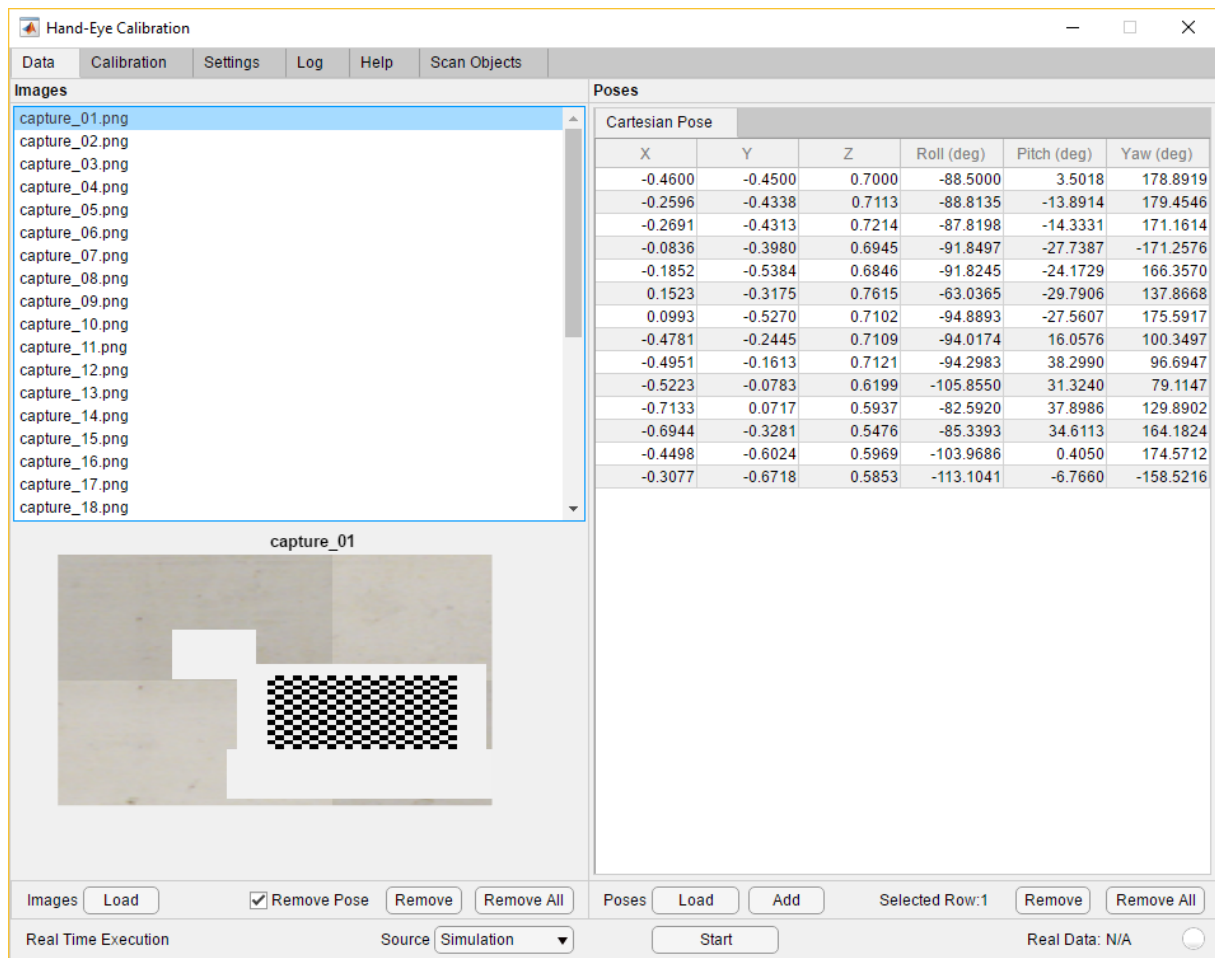 Hand-Eye Calibration
Data Calibration Settings Log Help Scan Objects
Images
capture_01.png
capture_02.png
capture_03.png
capture_04.png
capture_05.png
capture_06.png
capture_07.png
capture_08.png
capture_09.png
capture_10.png
capture_11.png
capture_12.png
capture_13.png
capture_14.png
capture_15.png
capture_16.png
capture_17.png
capture_18.png
capture_01
Images Load Remove Pose Remove Remove All
Poses
Cartesian Pose
X Y Z Roll (deg) Pitch (deg) Yaw (deg)
-0.4600 -0.4500 0.7000 -88.5000 3.5018 178.8919
-0.2596 -0.4338 0.7113 -88.8135 -13.8914 179.4546
-0.2691 -0.4313 0.7214 -87.8198 -14.3331 171.1614
-0.0836 -0.3980 0.6945 -91.8497 -27.7387 -171.2576
-0.1852 -0.5384 0.6846 -91.8245 -24.1729 166.3570
0.1523 -0.3175 0.7615 -63.0365 -29.7906 137.8668
0.0993 -0.5270 0.7102 -94.8893 -27.5607 175.5917
-0.4781 -0.2445 0.7109 -94.0174 16.0576 100.3497
-0.4951 -0.1613 0.7121 -94.2983 38.2990 96.6947
-0.5223 -0.0783 0.6199 -105.8550 31.3240 79.1147
-0.7133 0.0717 0.5937 -82.5920 37.8986 129.8902
-0.6944 -0.3281 0.5476 -85.3393 34.6113 164.1824
-0.4498 -0.6024 0.5969 -103.9686 0.4050 174.5712
-0.3077 -0.6718 0.5853 -113.1041 -6.7660 -158.5216
Poses Load Add Selected Row:1 Remove Remove All
Real Time Execution Source Simulation Start Real Data: N/A